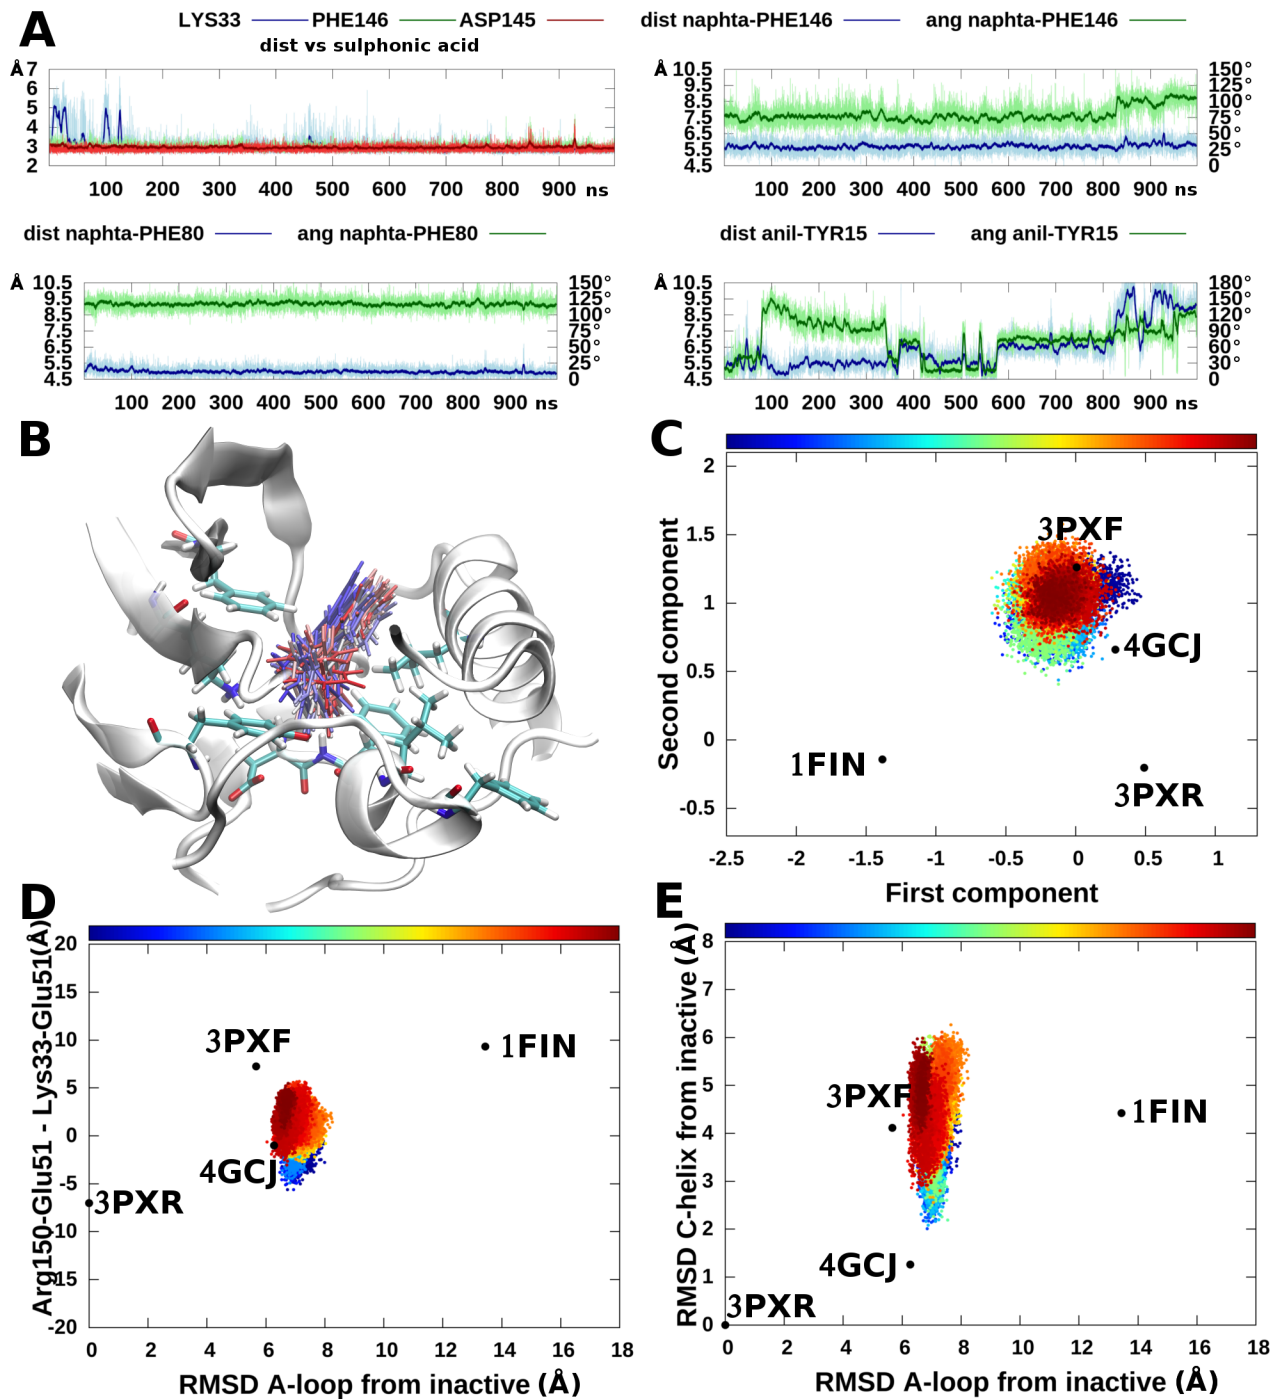 A
LYS33 PHE146 ASP145
dist vs sulphonic acid
Å 7
6
5
4
3
2
100 200 300 400 500 600 700 800 900 ns
dist naphta-PHE146 ang naphta-PHE146
Å 10.5 150°
9.5 125°
8.5 100°
7.5 75°
6.5 50°
5.5 25°
4.5 0
100 200 300 400 500 600 700 800 900 ns
dist naphta-PHE80 ang naphta-PHE80
Å 10.5 150°
9.5 125°
8.5 100°
7.5 75°
6.5 50°
5.5 25°
4.5 0
100 200 300 400 500 600 700 800 900 ns
dist anil-TYR15 ang anil-TYR15
Å 10.5 180°
9.5 150°
8.5 120°
7.5 90°
6.5 60°
5.5 30°
4.5 0
100 200 300 400 500 600 700 800 900 ns
B
C
Second component
2
1.5
1
0.5
0
-0.5
3PXF
4GCJ
1FIN
3PXR
-2.5 -2 -1.5 -1 -0.5 0 0.5 1
First component
D
Arg150-Glu51 - Lys33-Glu51(Å)
20
15
10
5
0
-5
-10
-15
-20
3PXF
1FIN
4GCJ
3PXR
0 2 4 6 8 10 12 14 16 18
RMSD A-loop from inactive (Å)
E
RMSD C-helix from inactive (Å)
8
7
6
5
4
3
2
1
0
3PXF
1FIN
4GCJ
3PXR
0 2 4 6 8 10 12 14 16 18
RMSD A-loop from inactive (Å)